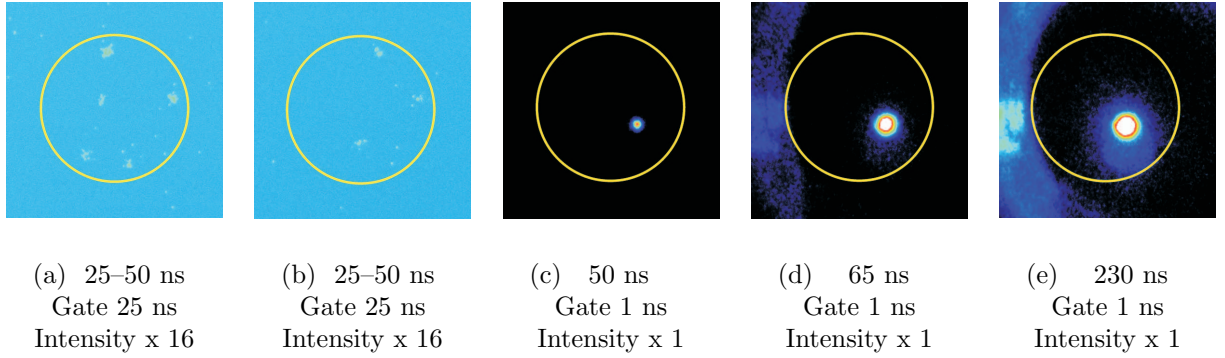 (a) 25–50 ns
Gate 25 ns
Intensity x 16
(b) 25–50 ns
Gate 25 ns
Intensity x 16
(c) 50 ns
Gate 1 ns
Intensity x 1
(d) 65 ns
Gate 1 ns
Intensity x 1
(e) 230 ns
Gate 1 ns
Intensity x 1